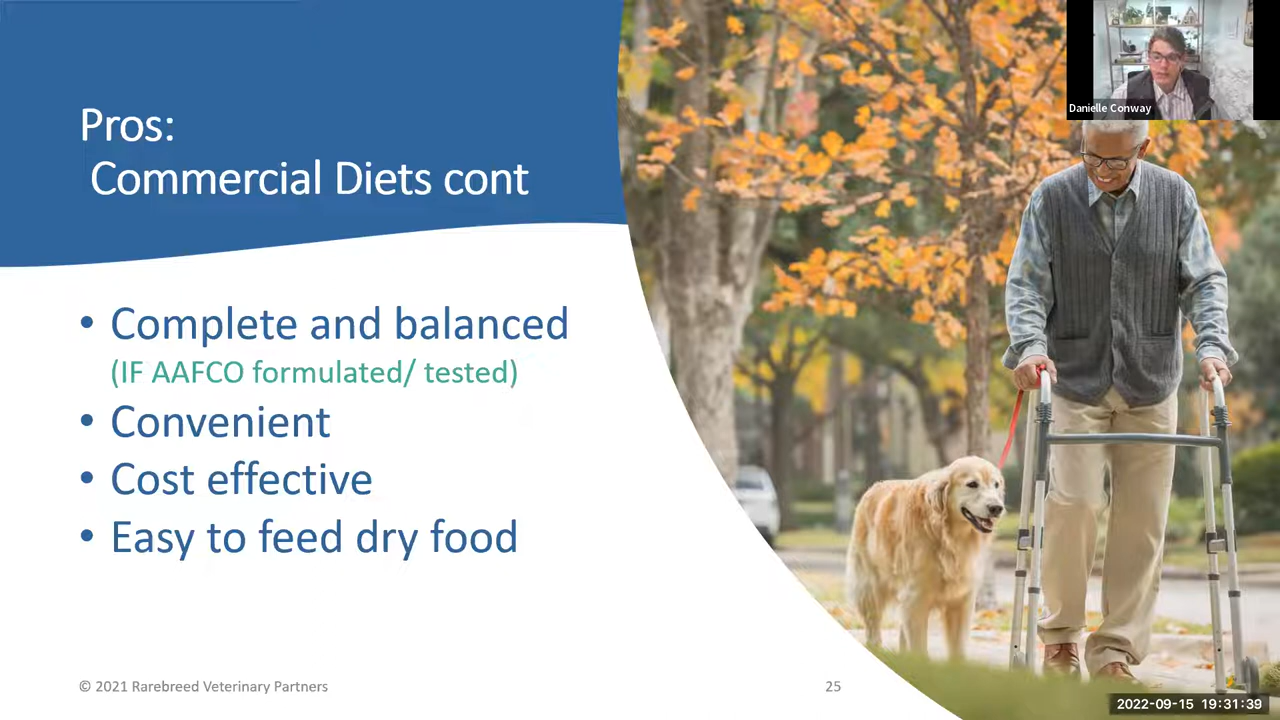 Danielle Conway
Pros:
Commercial Diets cont
• Complete and balanced
(IF AAFCO formulated/ tested)
• Convenient
• Cost effective
• Easy to feed dry food
© 2021 Rarebreed Veterinary Partners
25
2022-09-15 19:31:39